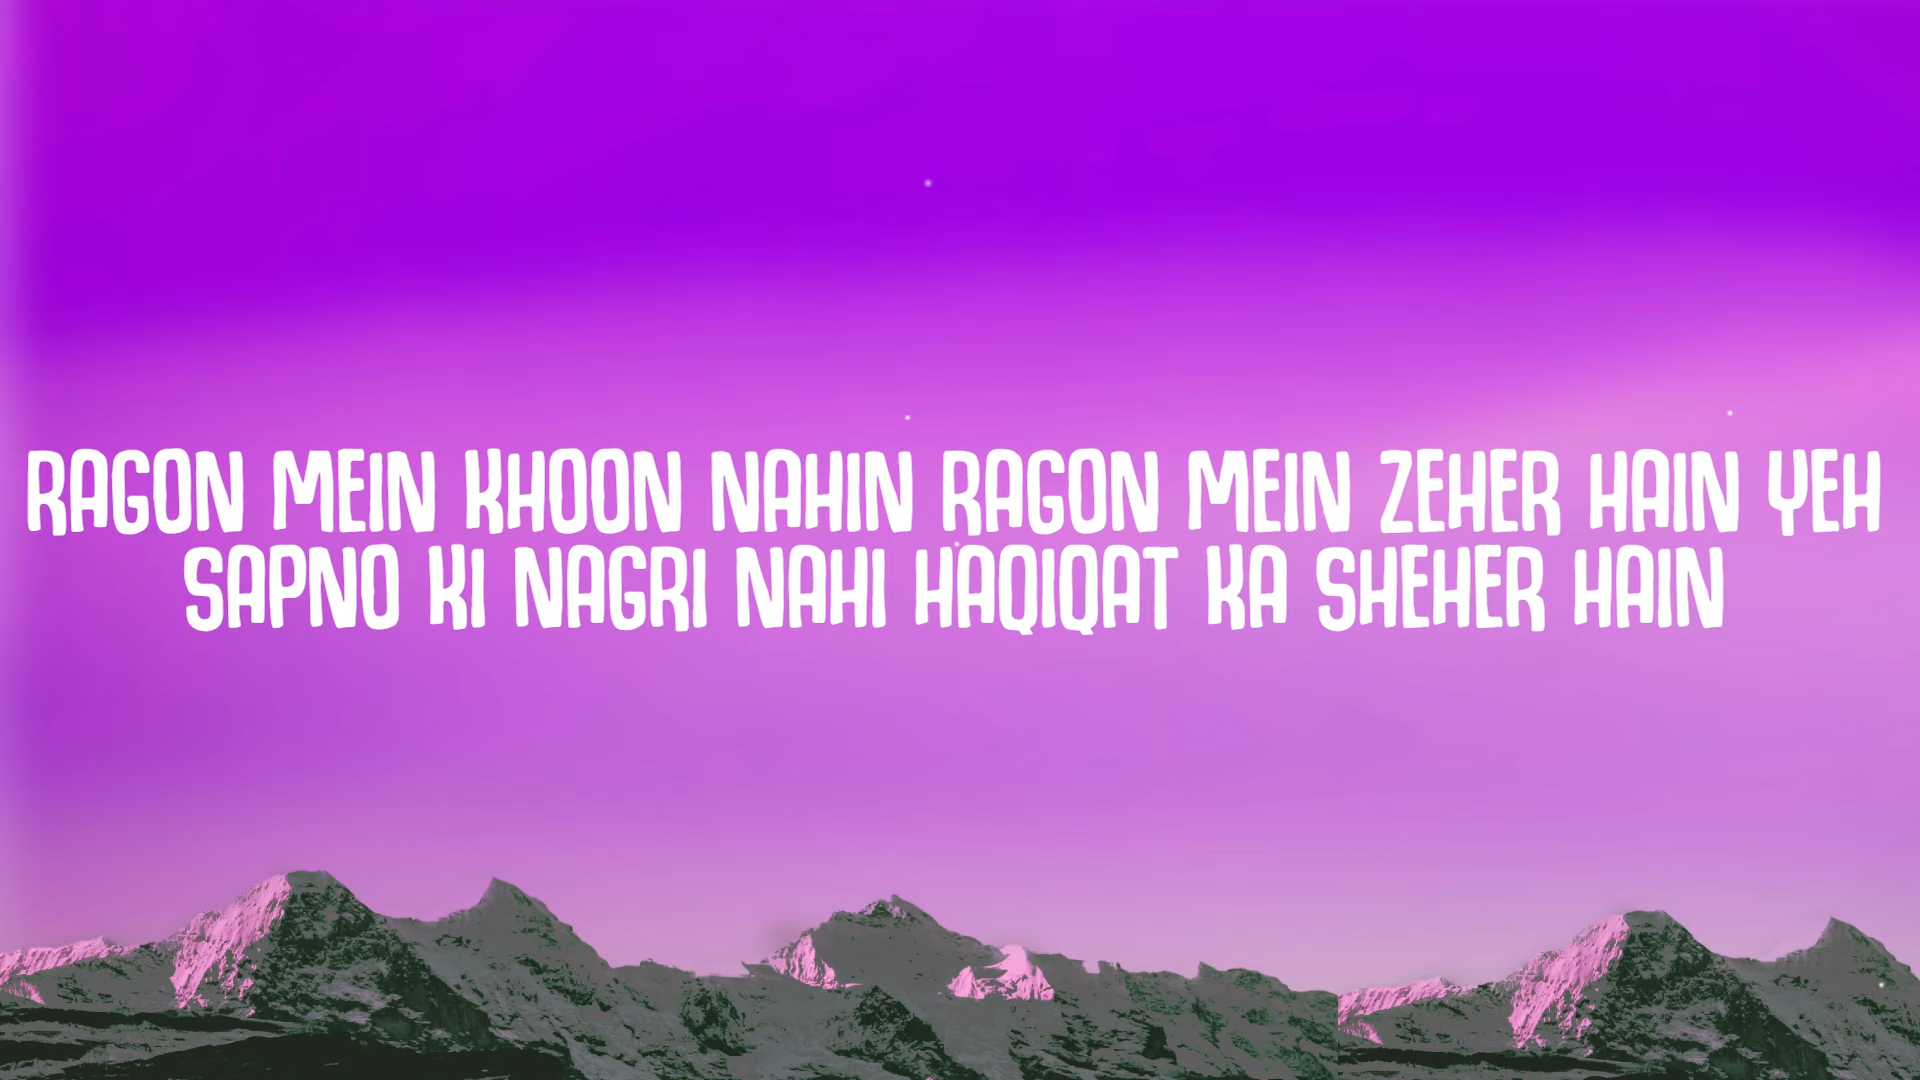 RAGON MEIN KHOON NAHIN RAGON MEIN ZEHER HAIN YEH
SAPNO KI NAGRI NAHI HAQIQAT KA SHEHER HAIN